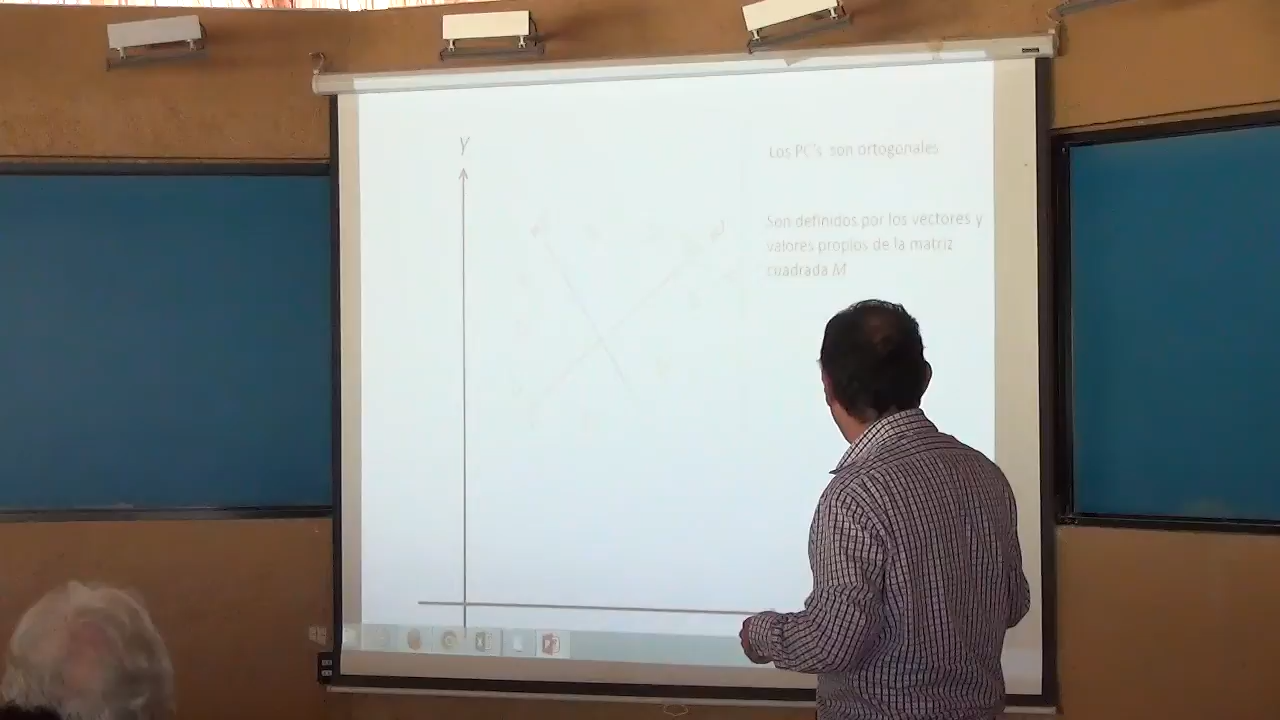 Y
Los PC's son ortogonales
Son definidos por los vectores y
valores propios de la matriz
cuadrada M